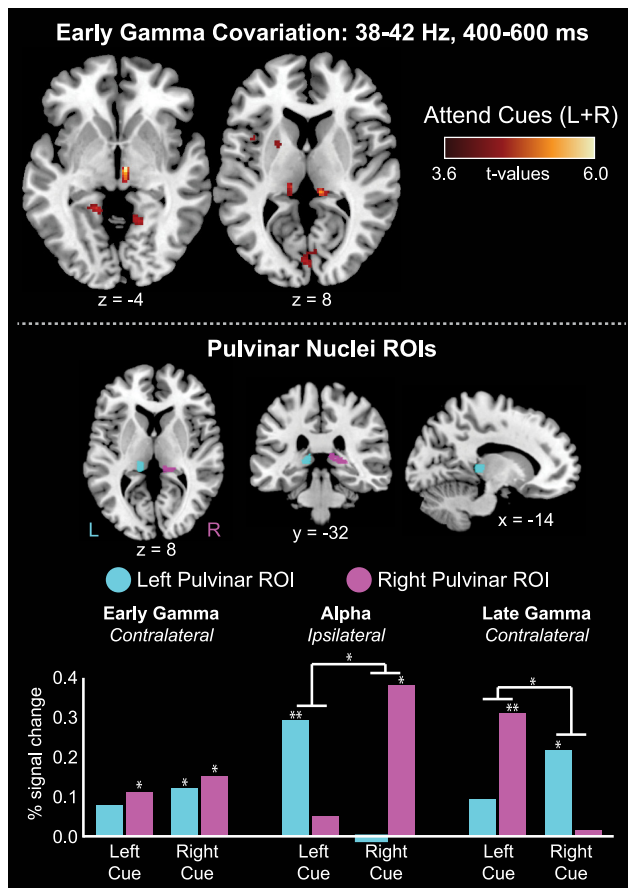 Early Gamma Covariation: 38-42 Hz, 400-600 ms
Attend Cues (L+R)
3.6 t-values 6.0
z = -4 z = 8
Pulvinar Nuclei ROIs
L R
z = 8 y = -32 x = -14
Left Pulvinar ROI Right Pulvinar ROI
Early Gamma Alpha Late Gamma
Contralateral Ipsilateral Contralateral
% signal change
0.4
0.3
0.2
0.1
0.0
* * *
** * *
** * *
Left Right Left Right Left Right
Cue Cue Cue Cue Cue Cue